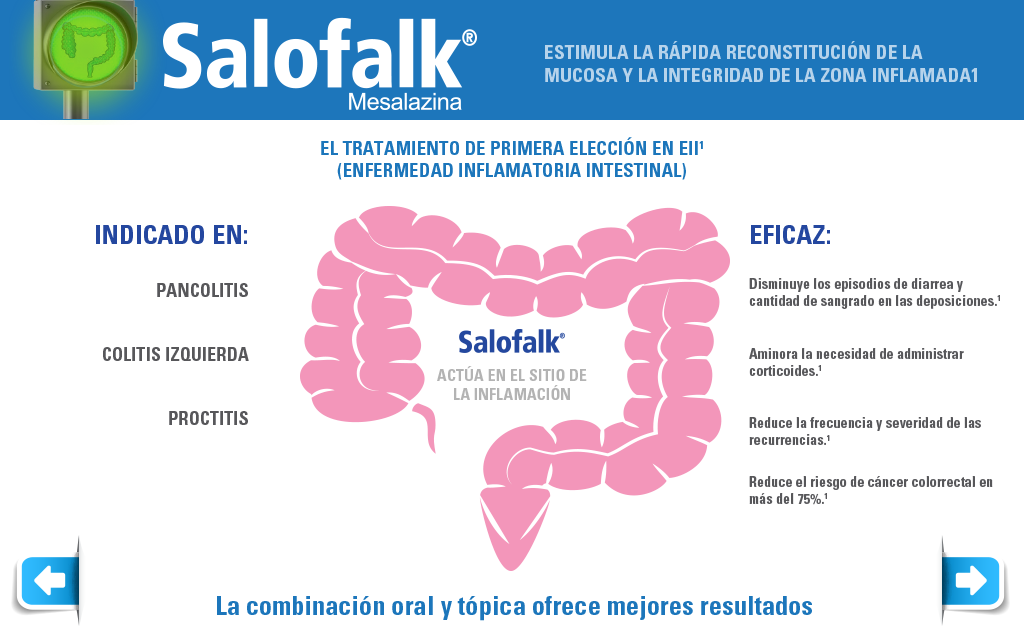 Salofalk®
Mesalazina
ESTIMULA LA RÁPIDA RECONSTITUCIÓN DE LA
MUCOSA Y LA INTEGRIDAD DE LA ZONA INFLAMADA1
EL TRATAMIENTO DE PRIMERA ELECCIÓN EN EII¹
(ENFERMEDAD INFLAMATORIA INTESTINAL)
INDICADO EN:
PANCOLITIS
COLITIS IZQUIERDA
PROCTITIS
Salofalk®
ACTÚA EN EL SITIO DE
LA INFLAMACIÓN
EFICAZ:
Disminuye los episodios de diarrea y
cantidad de sangrado en las deposiciones.¹
Aminora la necesidad de administrar
corticoides.¹
Reduce la frecuencia y severidad de las
recurrencias.¹
Reduce el riesgo de cáncer colorrectal en
más del 75%.¹
La combinación oral y tópica ofrece mejores resultados